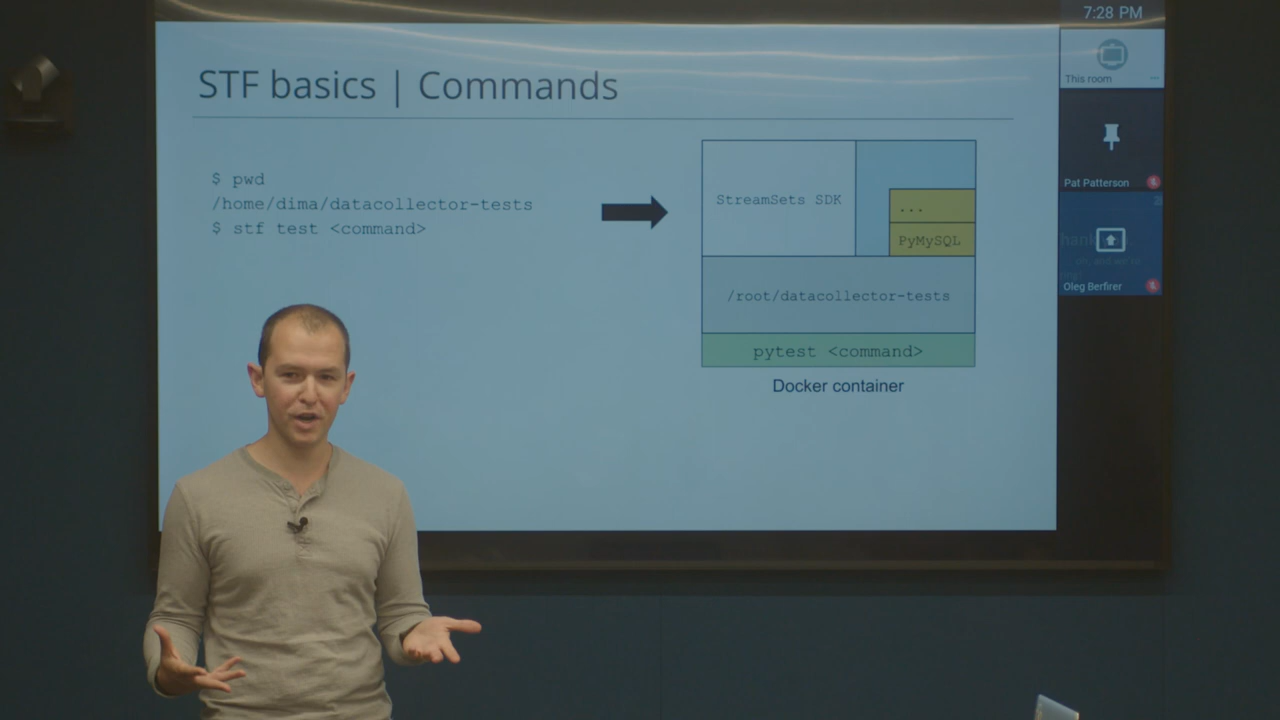 7:28 PM
STF basics | Commands
This room
$ pwd
/home/dima/datacollector-tests
$ stf test <command>
StreamSets SDK
...
PyMySQL
/root/datacollector-tests
pytest <command>
Docker container
Pat Patterson
Oleg Berfirer